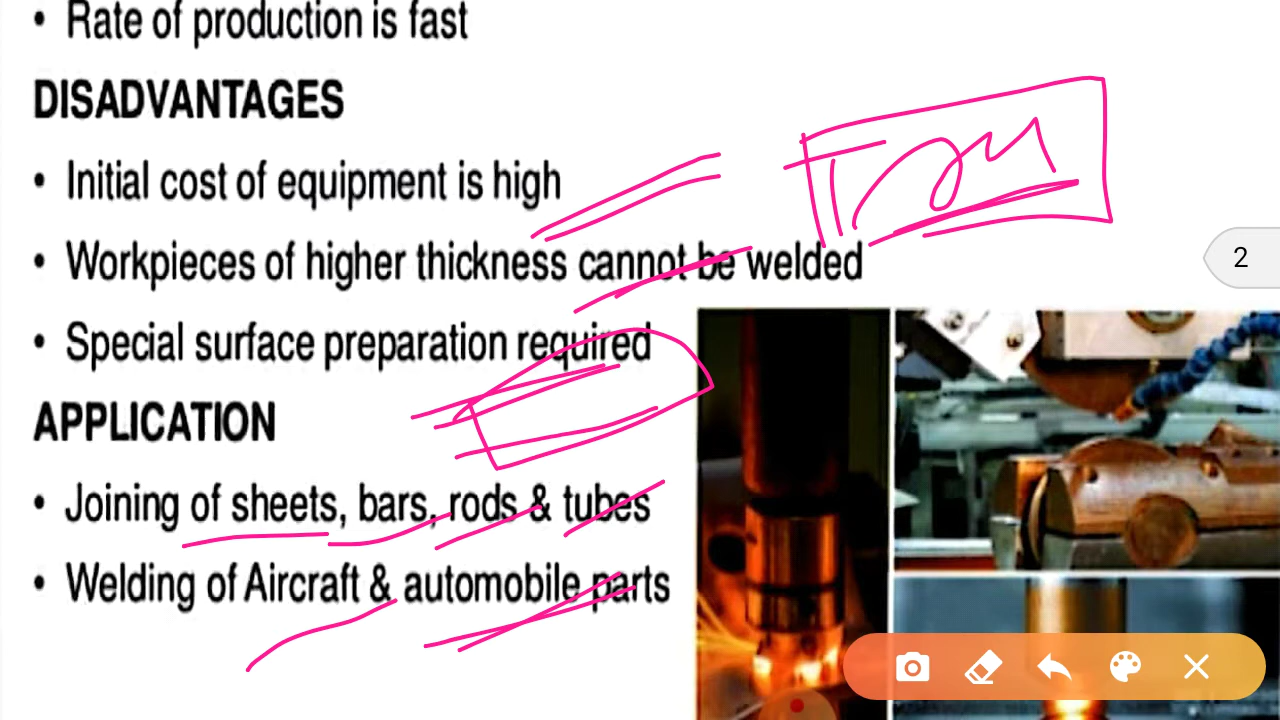 • Rate of production is fast
DISADVANTAGES
• Initial cost of equipment is high
• Workpieces of higher thickness cannot be welded
2
• Special surface preparation required
APPLICATION
• Joining of sheets, bars, rods & tubes
• Welding of Aircraft & automobile parts